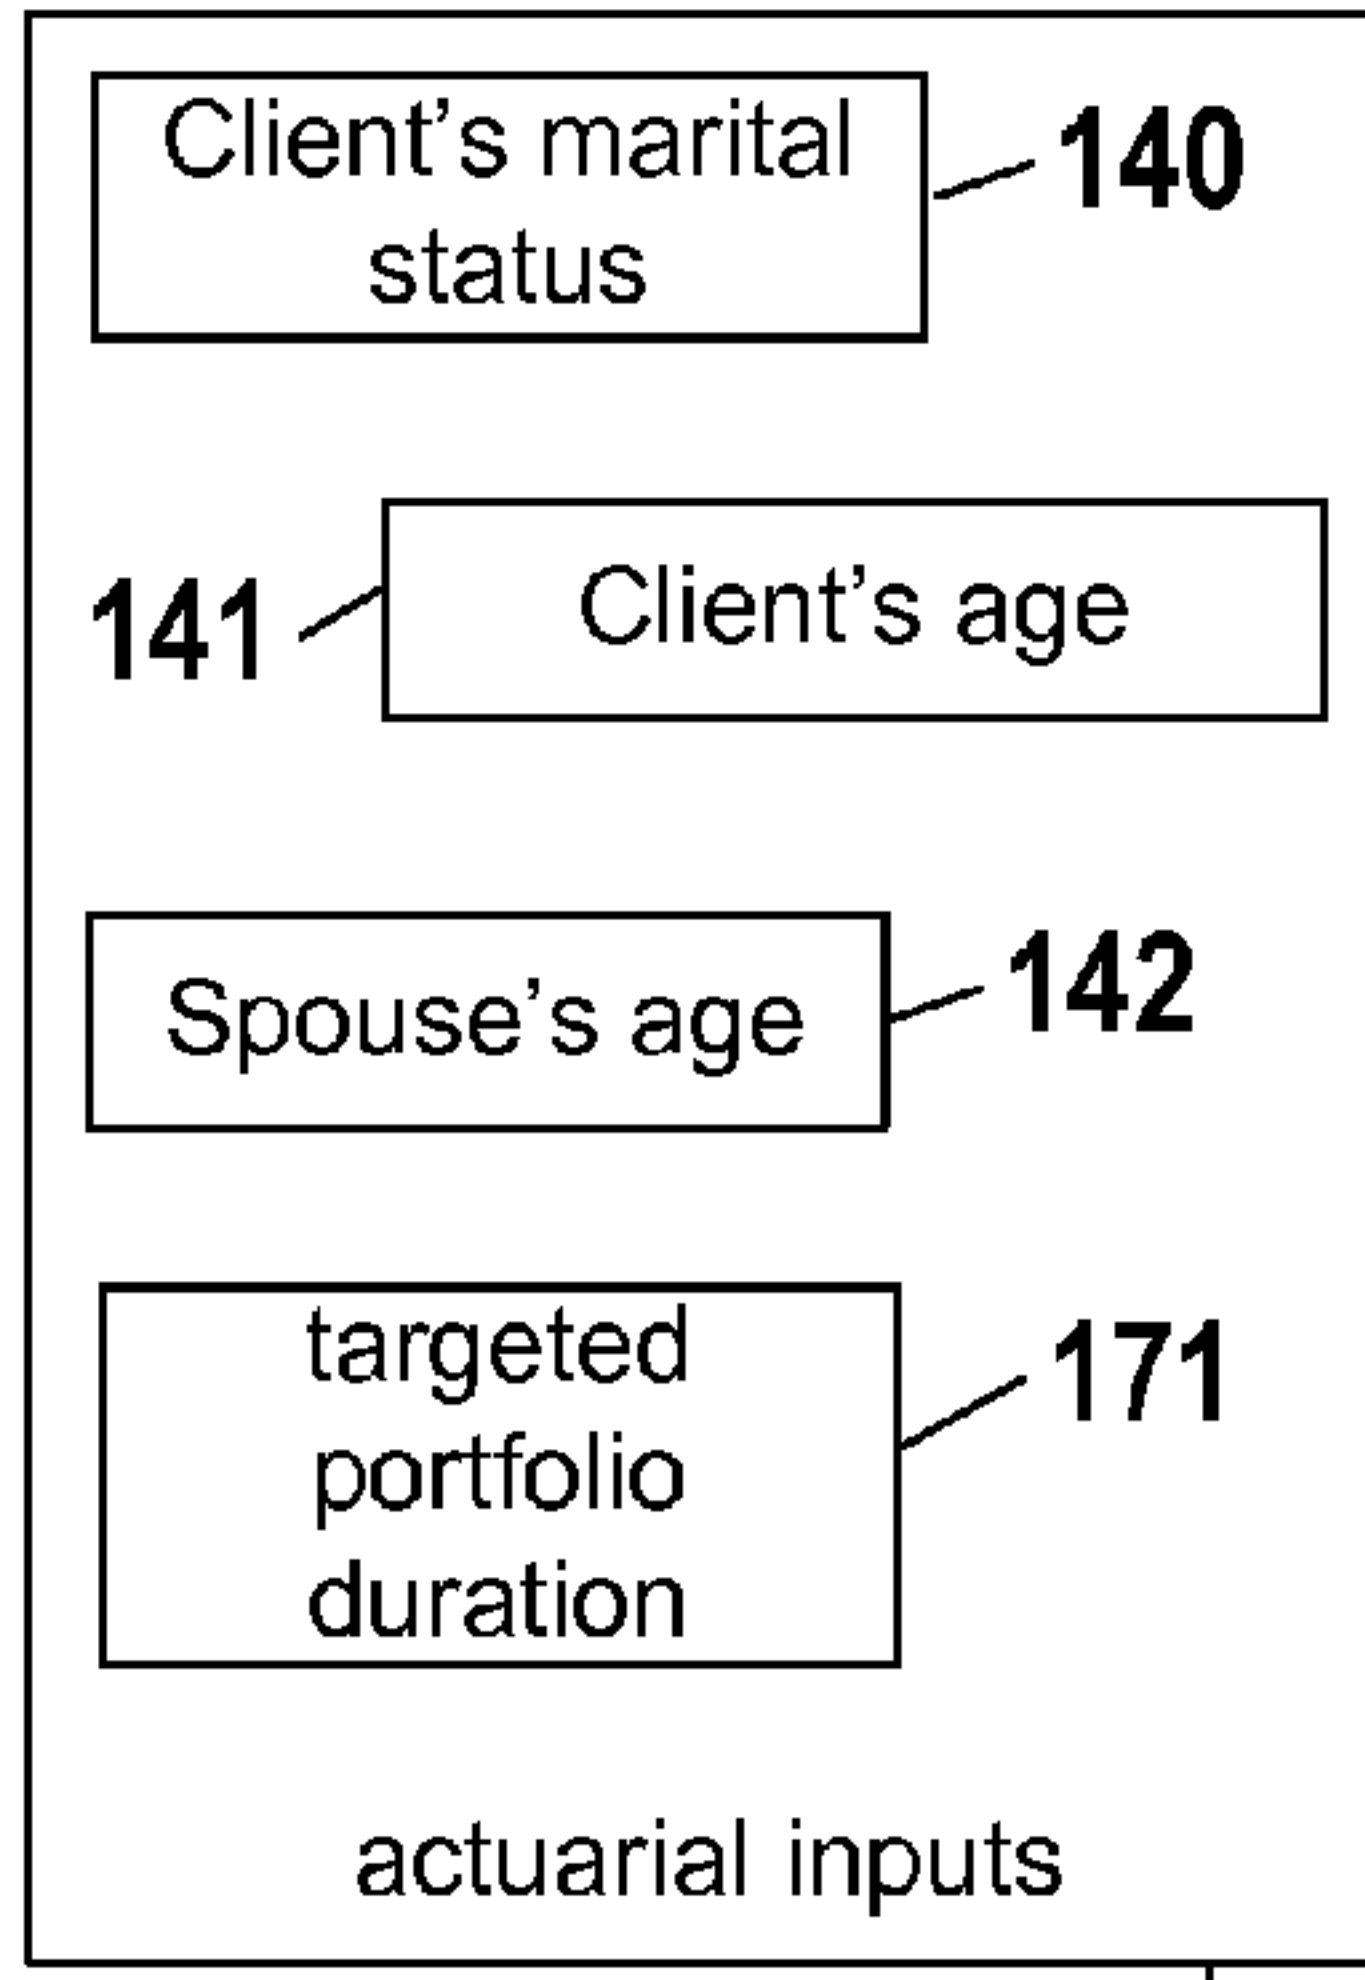 Client’s marital
status
140
141
Client’s age
Spouse’s age
142
targeted
portfolio
duration
171
actuarial inputs